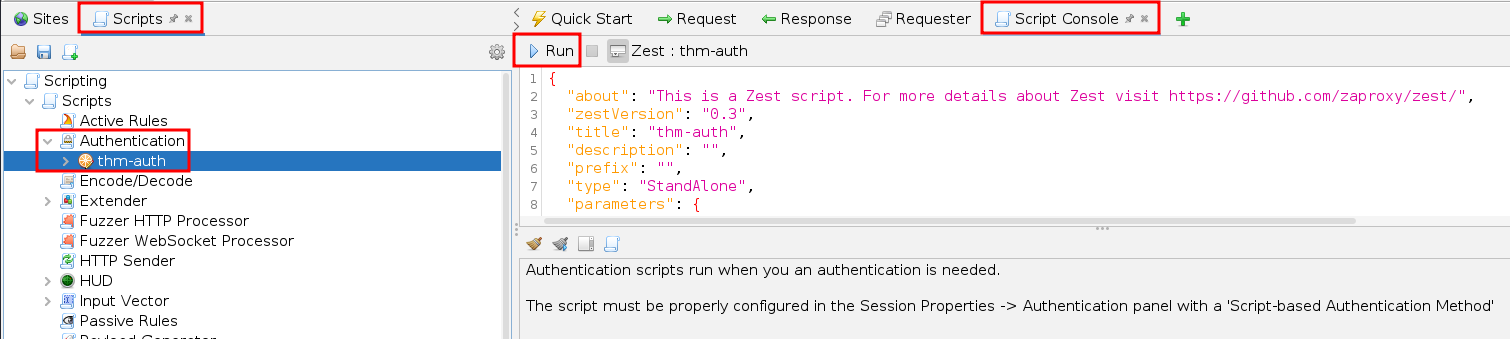 Sites
Scripts
Quick Start
Request
Response
Requester
Script Console
Run
Zest : thm-auth
Scripting
Scripts
Active Rules
Authentication
thm-auth
Encode/Decode
Extender
Fuzzer HTTP Processor
Fuzzer WebSocket Processor
HTTP Sender
HUD
Input Vector
Passive Rules
Payload Generator
1 {
2 "about": "This is a Zest script. For more details about Zest visit https://github.com/zaproxy/zest/",
3 "zestVersion": "0.3",
4 "title": "thm-auth",
5 "description": "",
6 "prefix": "",
7 "type": "StandAlone",
8 "parameters": {
Authentication scripts run when you an authentication is needed.
The script must be properly configured in the Session Properties -> Authentication panel with a 'Script-based Authentication Method'